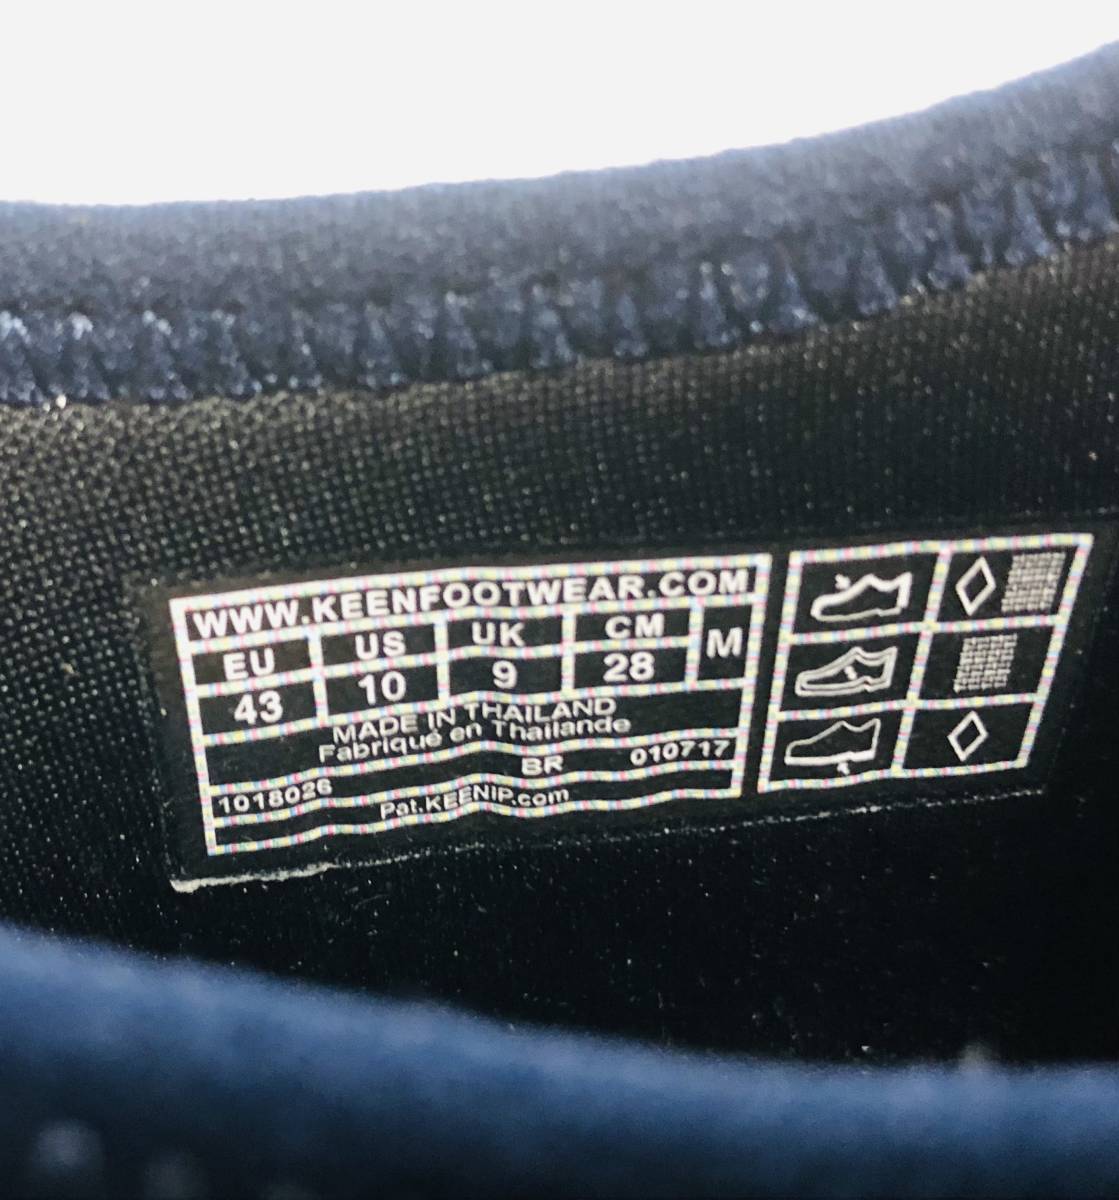 WWW.KEENFOOTWEAR.COM
EU US UK CM M
43 10 9 28
MADE IN THAILAND
Fabriqué en Thaïlande
1018026 BR 010717
Pat.KEENIP.com